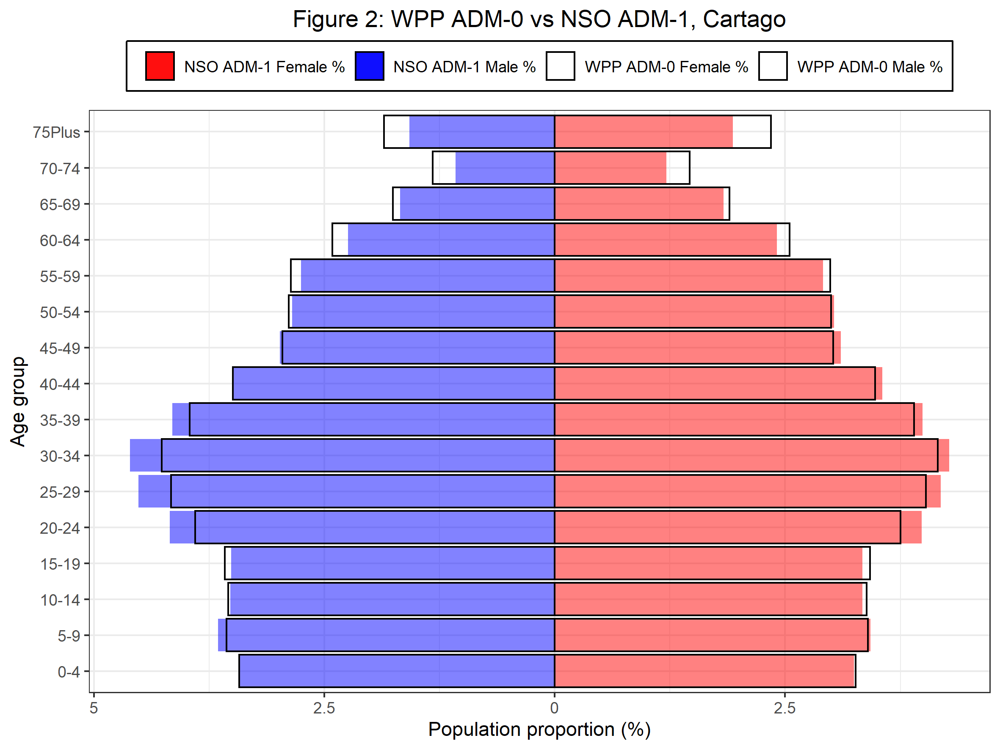 Figure 2: WPP ADM-0 vs NSO ADM-1, Cartago
NSO ADM-1 Female % NSO ADM-1 Male % WPP ADM-0 Female % WPP ADM-0 Male %
75Plus
70-74
65-69
60-64
55-59
50-54
45-49
40-44
35-39
30-34
25-29
20-24
15-19
10-14
5-9
0-4
Age group
5 2.5 0 2.5
Population proportion (%)